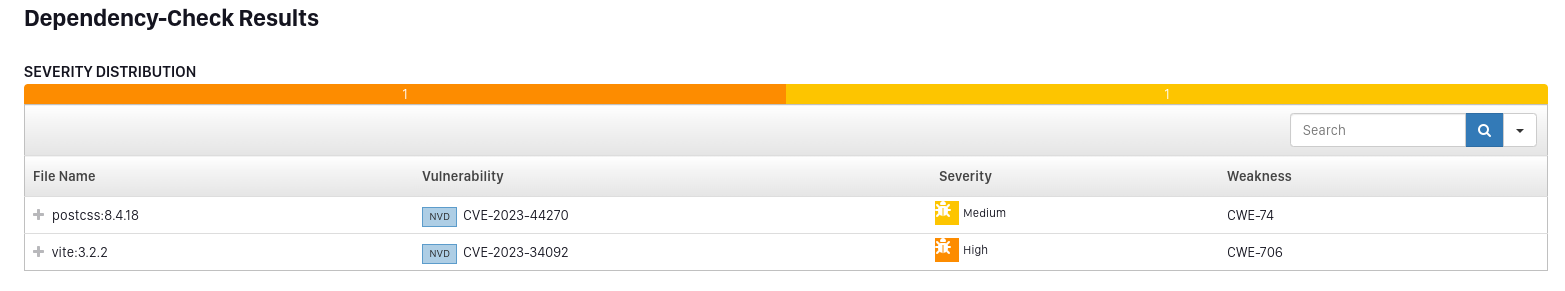 Dependency-Check Results
SEVERITY DISTRIBUTION
1 1
Search
File Name Vulnerability Severity Weakness
postcss:8.4.18 NVD CVE-2023-44270 Medium CWE-74
vite:3.2.2 NVD CVE-2023-34092 High CWE-706